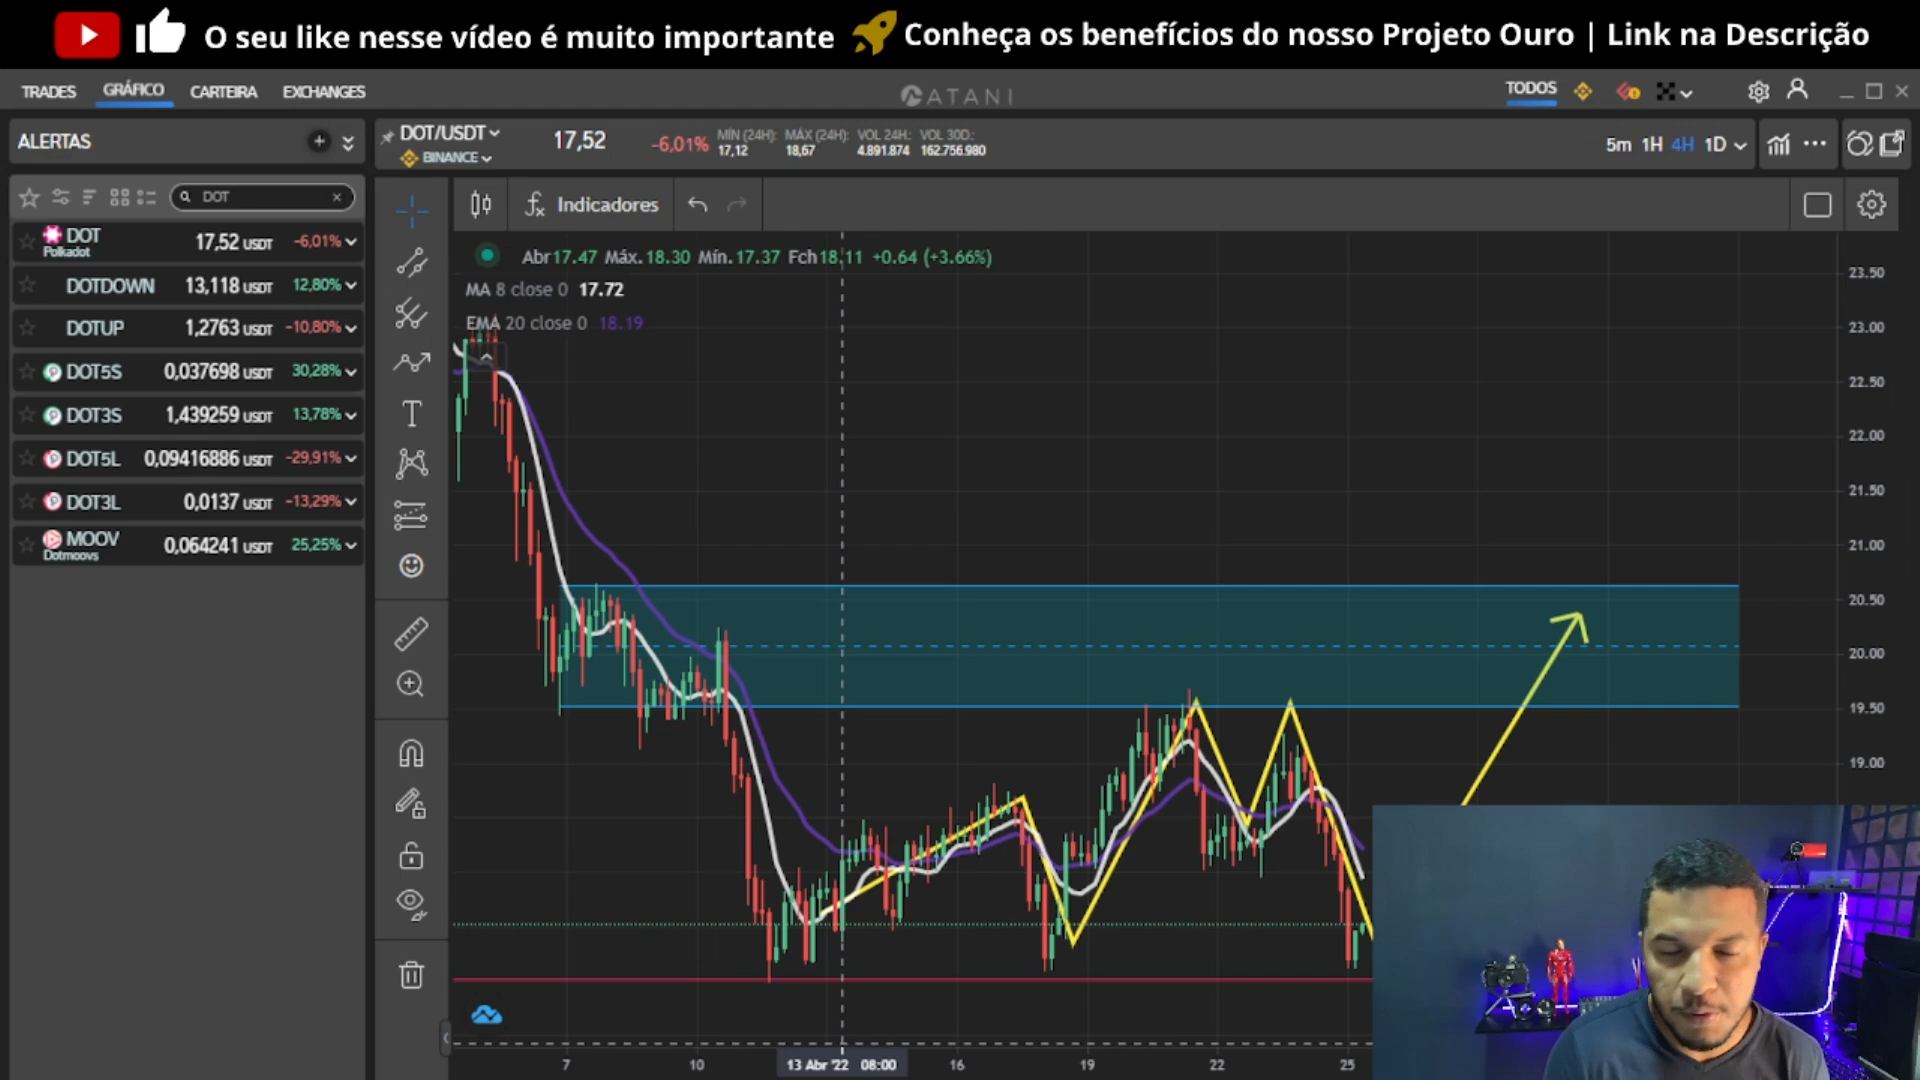 O seu like nesse vídeo é muito importante
Conheça os benefícios do nosso Projeto Ouro | Link na Descrição
TRADES GRÁFICO CARTEIRA EXCHANGES
ATANI
TODOS
ALERTAS
DOT/USDT
BINANCE
17,52
-6,01%
MÍN (24H): MÁX (24H): VOL 24H: VOL 30D:
17,12 18,67 4.891.874 162.756.980
5m 1H 4H 1D
DOT
DOT 17,52 USDT -6,01%
Polkadot
DOTDOWN 13,118 USDT 12,80%
DOTUP 1,2763 USDT -10,80%
DOT5S 0,037698 USDT 30,28%
DOT3S 1,439259 USDT 13,78%
DOT5L 0,09416886 USDT -29,91%
DOT3L 0,0137 USDT -13,29%
MOOV 0,064241 USDT 25,25%
Dotmoovs
Indicadores
Abr17.47 Máx.18.30 Mín.17.37 Fch18.11 +0.64 (+3.66%)
MA 8 close 0 17.72
EMA 20 close 0 18.19
23.50
23.00
22.50
22.00
21.50
21.00
20.50
20.00
19.50
19.00
7 10 13 Abr '22 08:00 16 19 22 25